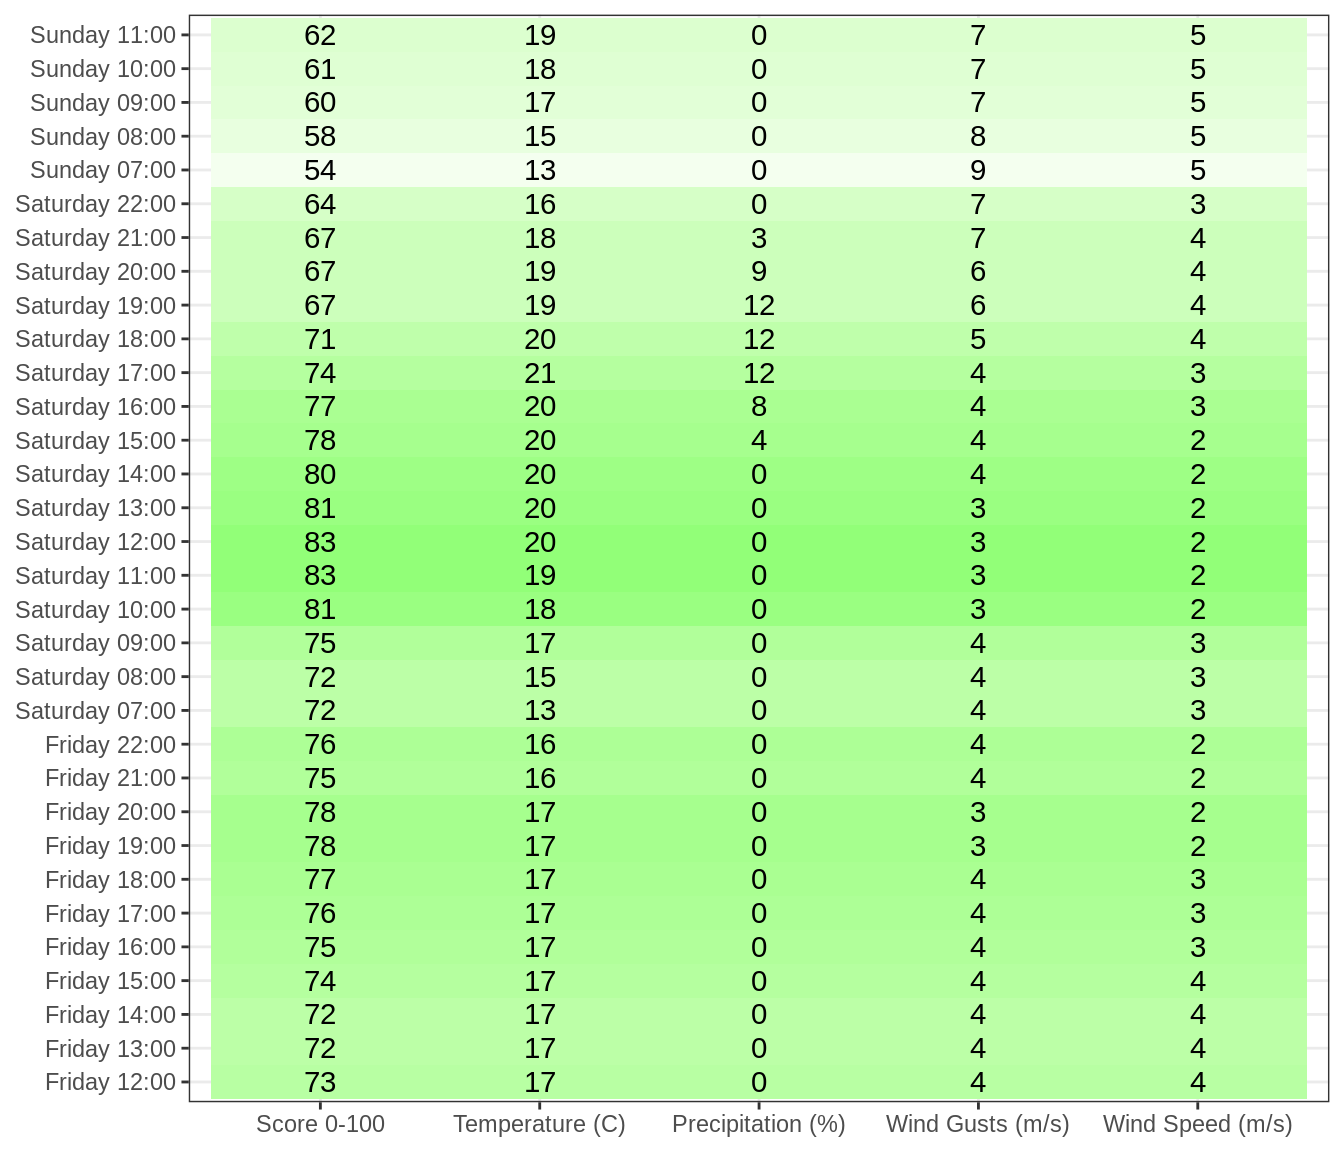 Sunday 11:00 62 19 0 7 5
Sunday 10:00 61 18 0 7 5
Sunday 09:00 60 17 0 7 5
Sunday 08:00 58 15 0 8 5
Sunday 07:00 54 13 0 9 5
Saturday 22:00 64 16 0 7 3
Saturday 21:00 67 18 3 7 4
Saturday 20:00 67 19 9 6 4
Saturday 19:00 67 19 12 6 4
Saturday 18:00 71 20 12 5 4
Saturday 17:00 74 21 12 4 3
Saturday 16:00 77 20 8 4 3
Saturday 15:00 78 20 4 4 2
Saturday 14:00 80 20 0 4 2
Saturday 13:00 81 20 0 3 2
Saturday 12:00 83 20 0 3 2
Saturday 11:00 83 19 0 3 2
Saturday 10:00 81 18 0 3 2
Saturday 09:00 75 17 0 4 3
Saturday 08:00 72 15 0 4 3
Saturday 07:00 72 13 0 4 3
Friday 22:00 76 16 0 4 2
Friday 21:00 75 16 0 4 2
Friday 20:00 78 17 0 3 2
Friday 19:00 78 17 0 3 2
Friday 18:00 77 17 0 4 3
Friday 17:00 76 17 0 4 3
Friday 16:00 75 17 0 4 3
Friday 15:00 74 17 0 4 4
Friday 14:00 72 17 0 4 4
Friday 13:00 72 17 0 4 4
Friday 12:00 73 17 0 4 4
Score 0-100 Temperature (C) Precipitation (%) Wind Gusts (m/s) Wind Speed (m/s)